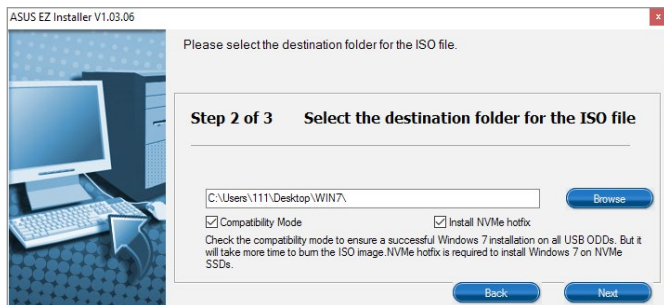 ASUS EZ Installer V1.03.06
x
Please select the destination folder for the ISO file.
Step 2 of 3 Select the destination folder for the ISO file
C:\Users\111\Desktop\WIN7\
Browse
Compatibility Mode Install NVMe hotfix
Check the compatibility mode to ensure a successful Windows 7 installation on all USB ODDs. But it
will take more time to burn the ISO image.NVMe hotfix is required to install Windows 7 on NVMe
SSDs.
Back Next